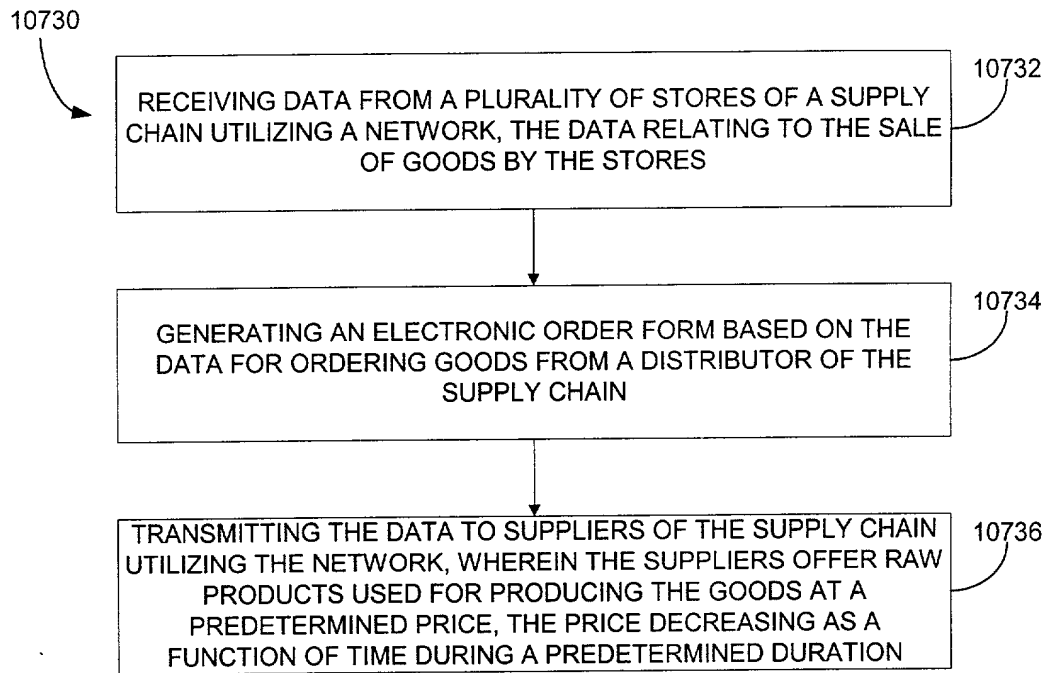 10730
10732
RECEIVING DATA FROM A PLURALITY OF STORES OF A SUPPLY
CHAIN UTILIZING A NETWORK, THE DATA RELATING TO THE SALE
OF GOODS BY THE STORES
10734
GENERATING AN ELECTRONIC ORDER FORM BASED ON THE
DATA FOR ORDERING GOODS FROM A DISTRIBUTOR OF THE
SUPPLY CHAIN
10736
TRANSMITTING THE DATA TO SUPPLIERS OF THE SUPPLY CHAIN
UTILIZING THE NETWORK, WHEREIN THE SUPPLIERS OFFER RAW
PRODUCTS USED FOR PRODUCING THE GOODS AT A
PREDETERMINED PRICE, THE PRICE DECREASING AS A
FUNCTION OF TIME DURING A PREDETERMINED DURATION